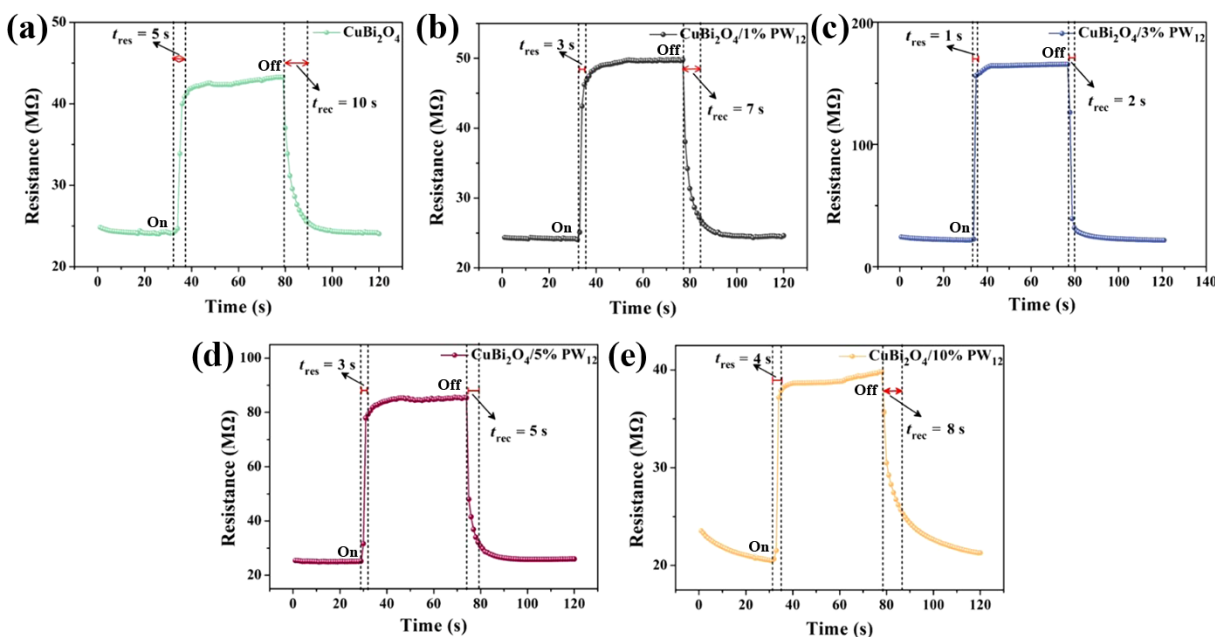 (a)
50
40
30
20
Resistance (MΩ)
0 20 40 60 80 100 120 140
Time (s)
tres = 5 s
CuBi₂O₄
Off
trec = 10 s
On
(b)
60
50
40
30
20
Resistance (MΩ)
0 20 40 60 80 100 120 140
Time (s)
tres = 3 s
CuBi₂O₄/1% PW₁₂
Off
trec = 7 s
On
(c)
200
100
0
Resistance (MΩ)
0 20 40 60 80 100 120 140
Time (s)
tres = 1 s
CuBi₂O₄/3% PW₁₂
Off
trec = 2 s
On
(d)
100
80
60
40
20
Resistance (MΩ)
0 20 40 60 80 100 120
Time (s)
tres = 3 s
CuBi₂O₄/5% PW₁₂
Off
trec = 5 s
On
(e)
40
30
20
Resistance (MΩ)
0 20 40 60 80 100 120
Time (s)
tres = 4 s
CuBi₂O₄/10% PW₁₂
Off
trec = 8 s
On